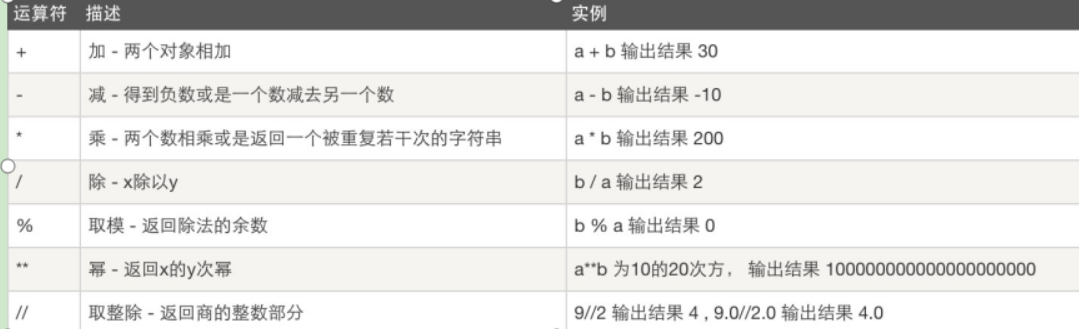 运算符 描述 实例
+ 加 - 两个对象相加 a + b 输出结果 30
- 减 - 得到负数或是一个数减去另一个数 a - b 输出结果 -10
* 乘 - 两个数相乘或是返回一个被重复若干次的字符串 a * b 输出结果 200
/ 除 - x除以y b / a 输出结果 2
% 取模 - 返回除法的余数 b % a 输出结果 0
** 幂 - 返回x的y次幂 a**b 为10的20次方， 输出结果 100000000000000000000
// 取整除 - 返回商的整数部分 9//2 输出结果 4 , 9.0//2.0 输出结果 4.0